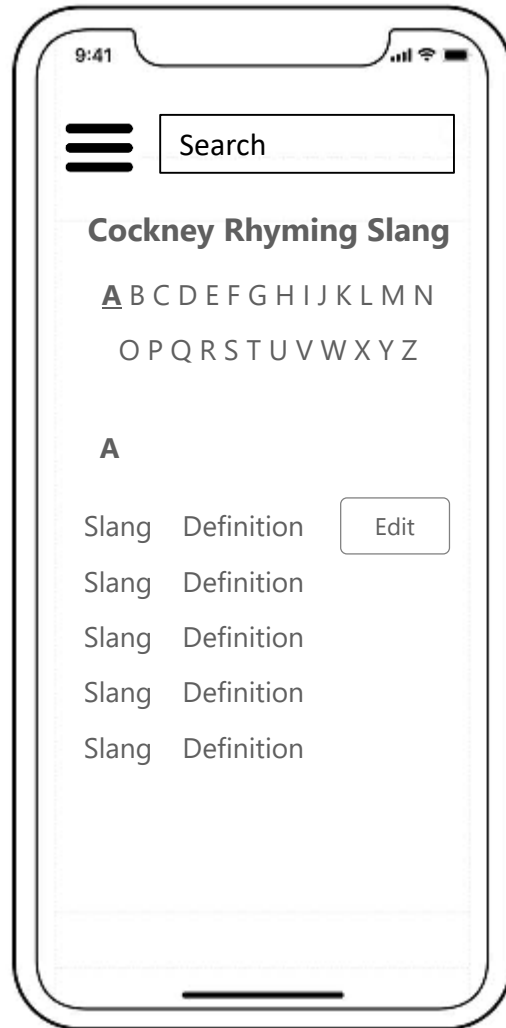 9:41
Search
Cockney Rhyming Slang
A B C D E F G H I J K L M N
O P Q R S T U V W X Y Z
A
Slang Definition Edit
Slang Definition
Slang Definition
Slang Definition
Slang Definition